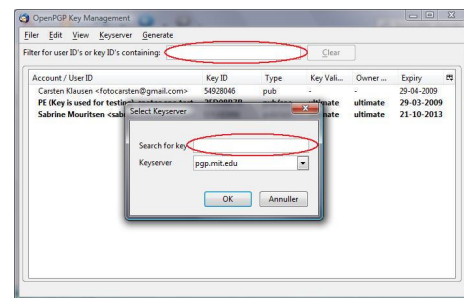 OpenPGP Key Management
Filer Edit View Keyserver Generate
Filter for user ID's or key ID's containing: Clear
Account / User ID Key ID Type Key Vali... Owner ... Expiry
Carsten Klausen <fotocarsten@gmail.com> 54928046 pub - - 29-04-2009
PE (Key is used for testing) ultimate ultimate 29-03-2009
Sabrine Mouritsen ultimate ultimate 21-10-2013
Select Keyserver
Search for key
Keyserver pgp.mit.edu
OK Annuller